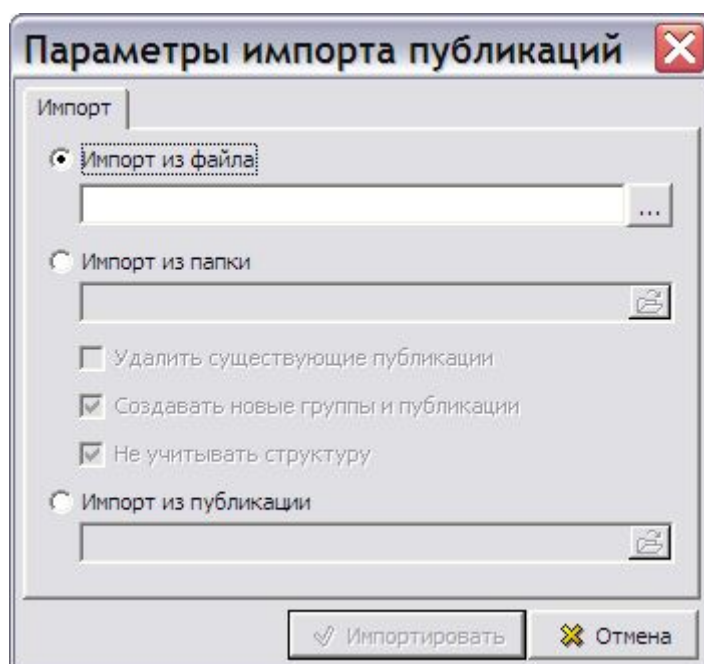 Параметры импорта публикаций
Импорт
Импорт из файла
...
Импорт из папки
Удалить существующие публикации
Создавать новые группы и публикации
Не учитывать структуру
Импорт из публикации
Импортировать
Отмена